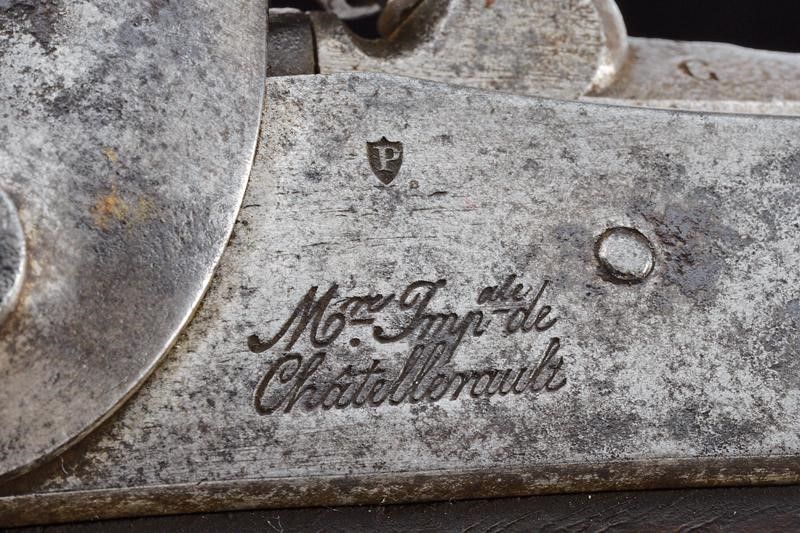 P
Mre Impale de
Châtellerault